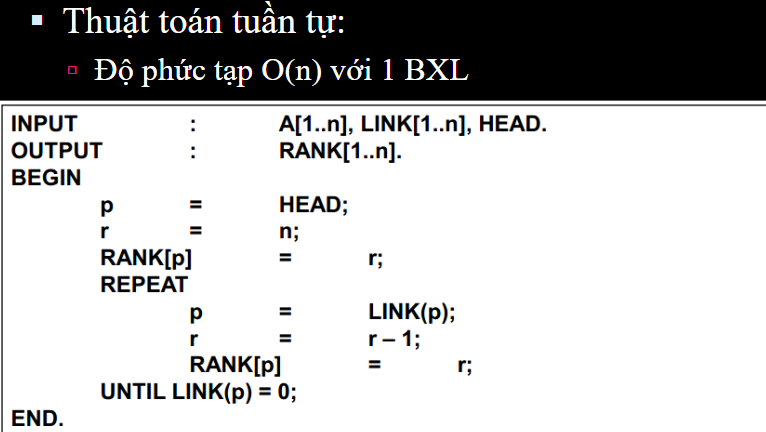 Thuật toán tuần tự:
Độ phức tạp O(n) với 1 BXL
INPUT : A[1..n], LINK[1..n], HEAD.
OUTPUT : RANK[1..n].
BEGIN
p = HEAD;
r = n;
RANK[p] = r;
REPEAT
p = LINK(p);
r = r – 1;
RANK[p] = r;
UNTIL LINK(p) = 0;
END.